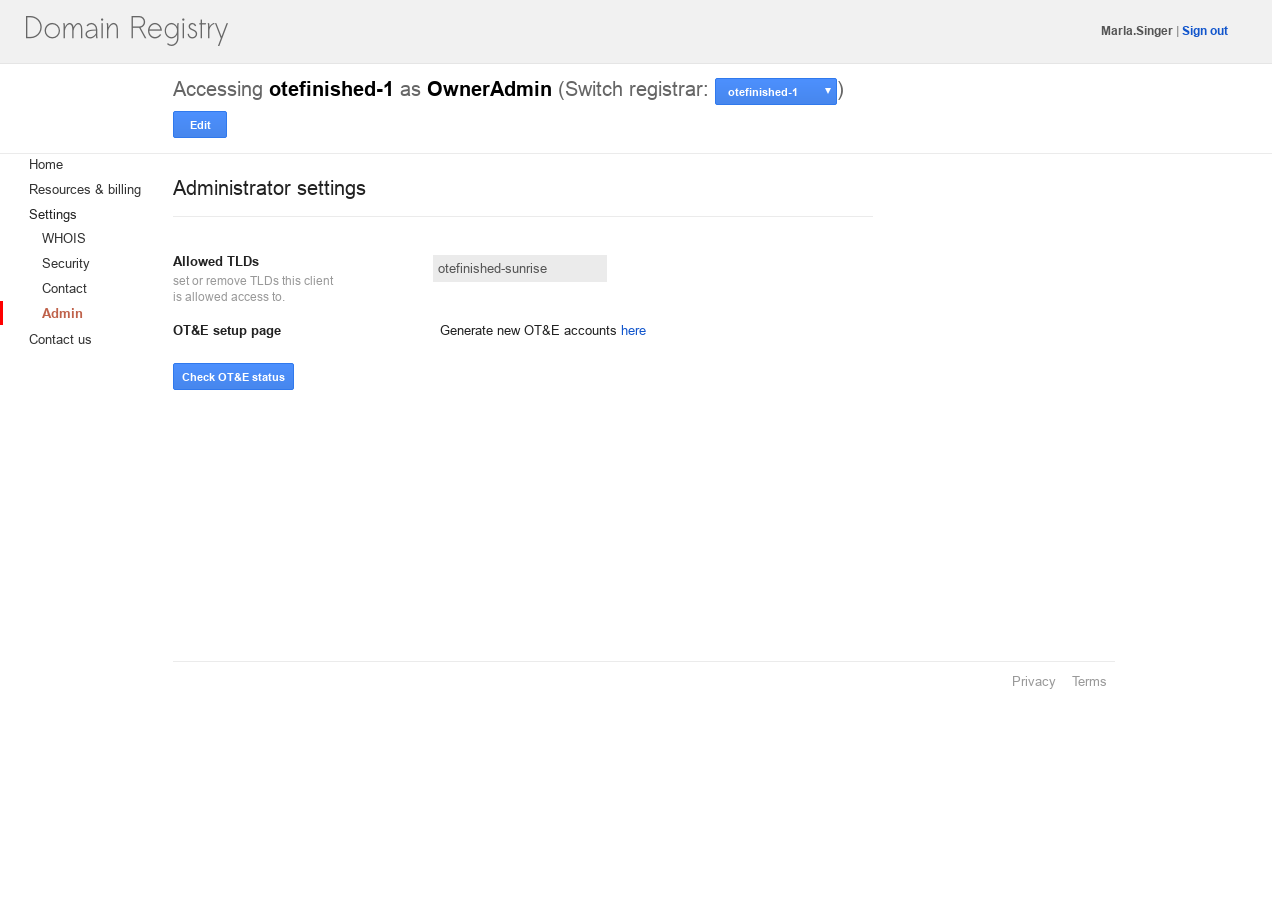 Domain Registry
Marla.Singer | Sign out
Accessing otefinished-1 as OwnerAdmin (Switch registrar: otefinished-1 ▼)
Edit
Home
Resources & billing
Settings
WHOIS
Security
Contact
Admin
Contact us
Administrator settings
Allowed TLDs
set or remove TLDs this client
is allowed access to.
otefinished-sunrise
OT&E setup page
Generate new OT&E accounts here
Check OT&E status
Privacy Terms